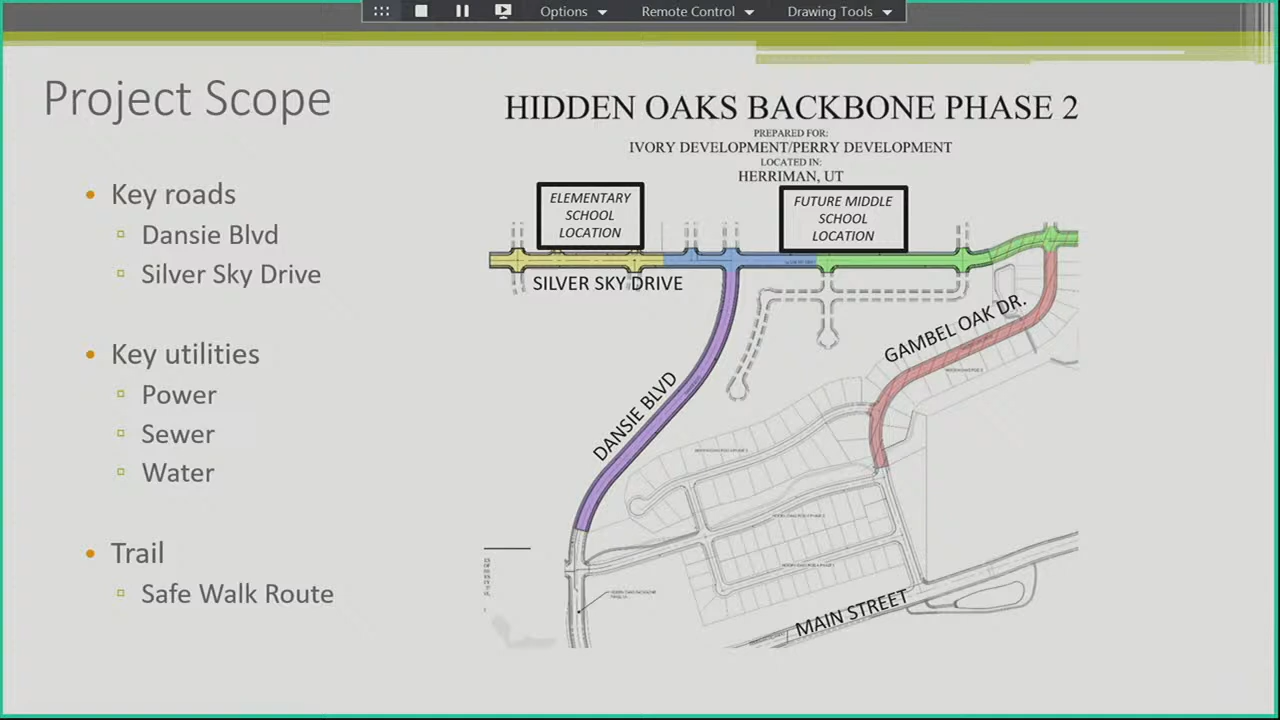 Options
Remote Control
Drawing Tools
Project Scope
Key roads
Dansie Blvd
Silver Sky Drive
Key utilities
Power
Sewer
Water
Trail
Safe Walk Route
HIDDEN OAKS BACKBONE PHASE 2
PREPARED FOR:
IVORY DEVELOPMENT/PERRY DEVELOPMENT
LOCATED IN:
HERRIMAN, UT
ELEMENTARY
SCHOOL
LOCATION
FUTURE MIDDLE
SCHOOL
LOCATION
SILVER SKY DRIVE
GAMBEL OAK DR.
DANSIE BLVD
MAIN STREET